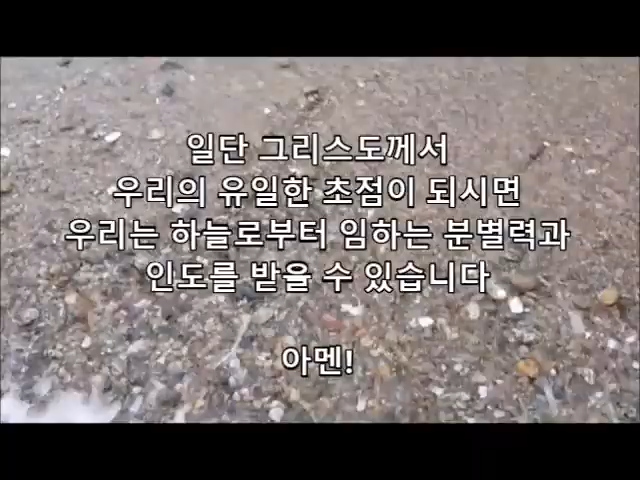 일단 그리스도께서
우리의 유일한 초점이 되시면
우리는 하늘로부터 임하는 분별력과
인도를 받을 수 있습니다
아멘!